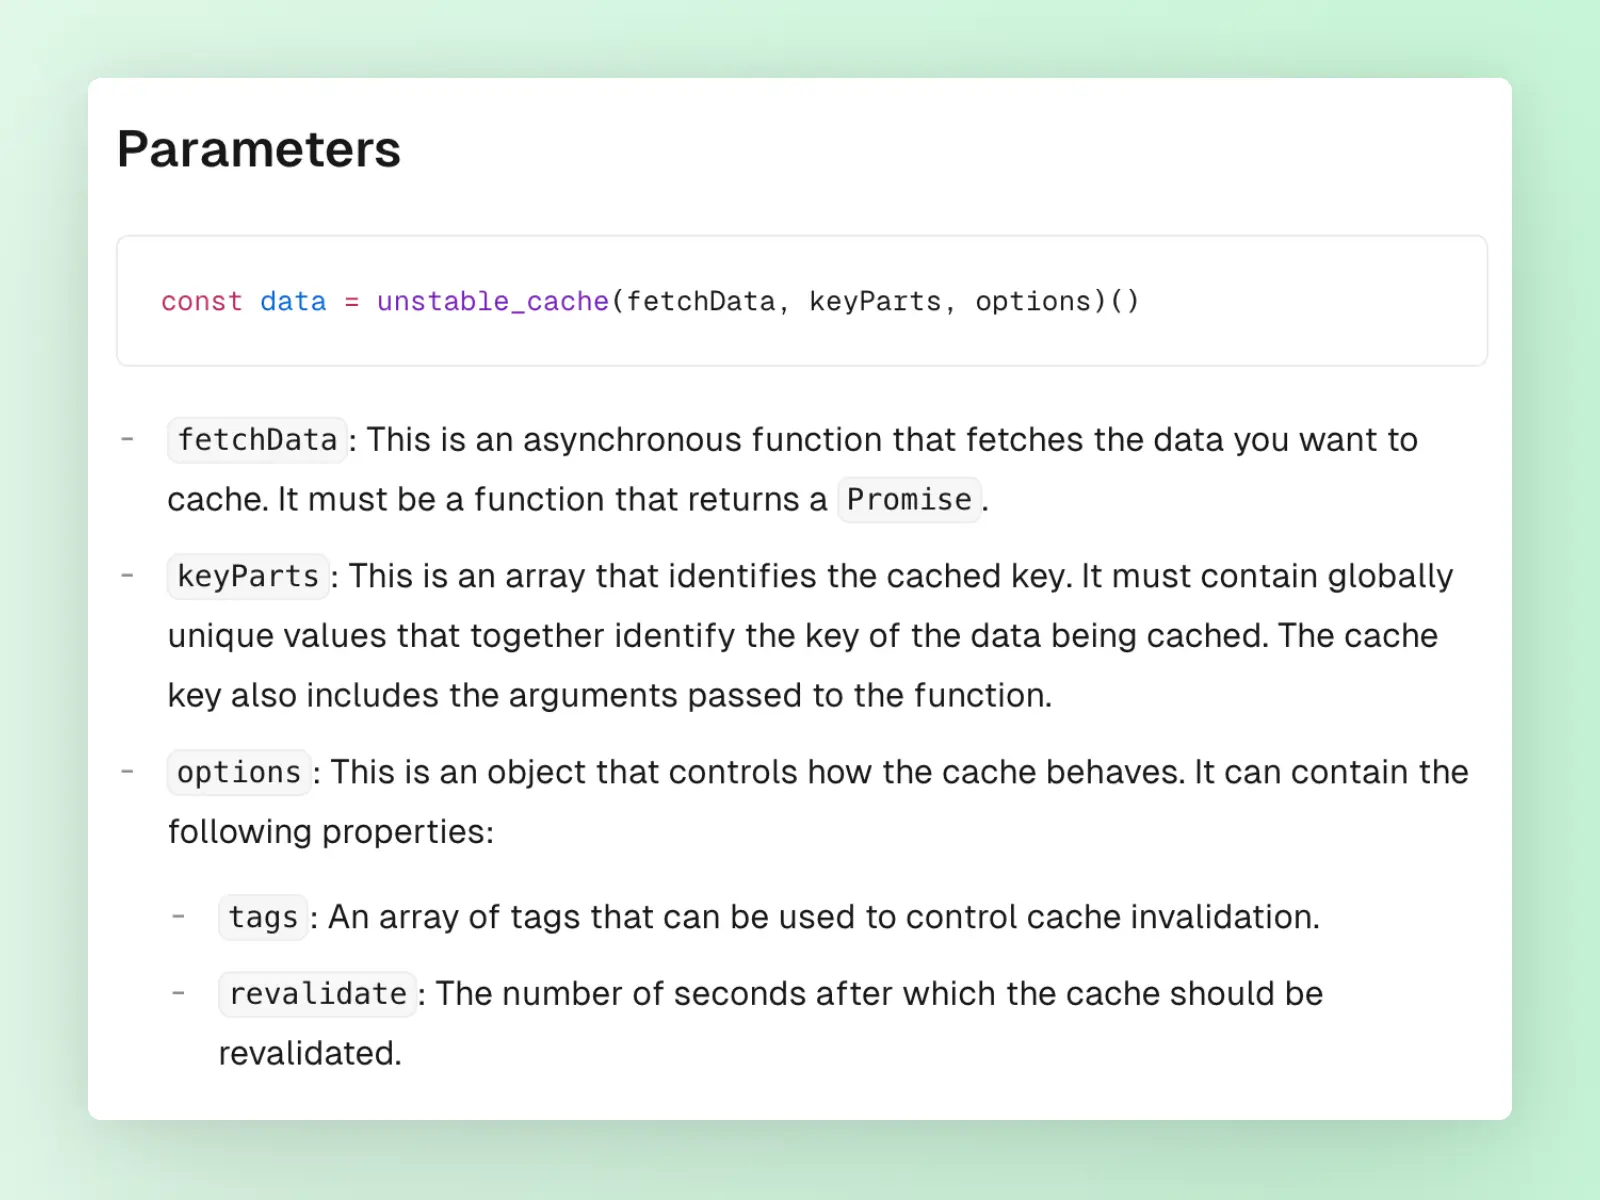 Parameters
const data = unstable_cache(fetchData, keyParts, options)()
- fetchData: This is an asynchronous function that fetches the data you want to
cache. It must be a function that returns a Promise.
- keyParts: This is an array that identifies the cached key. It must contain globally
unique values that together identify the key of the data being cached. The cache
key also includes the arguments passed to the function.
- options: This is an object that controls how the cache behaves. It can contain the
following properties:
- tags: An array of tags that can be used to control cache invalidation.
- revalidate: The number of seconds after which the cache should be
revalidated.